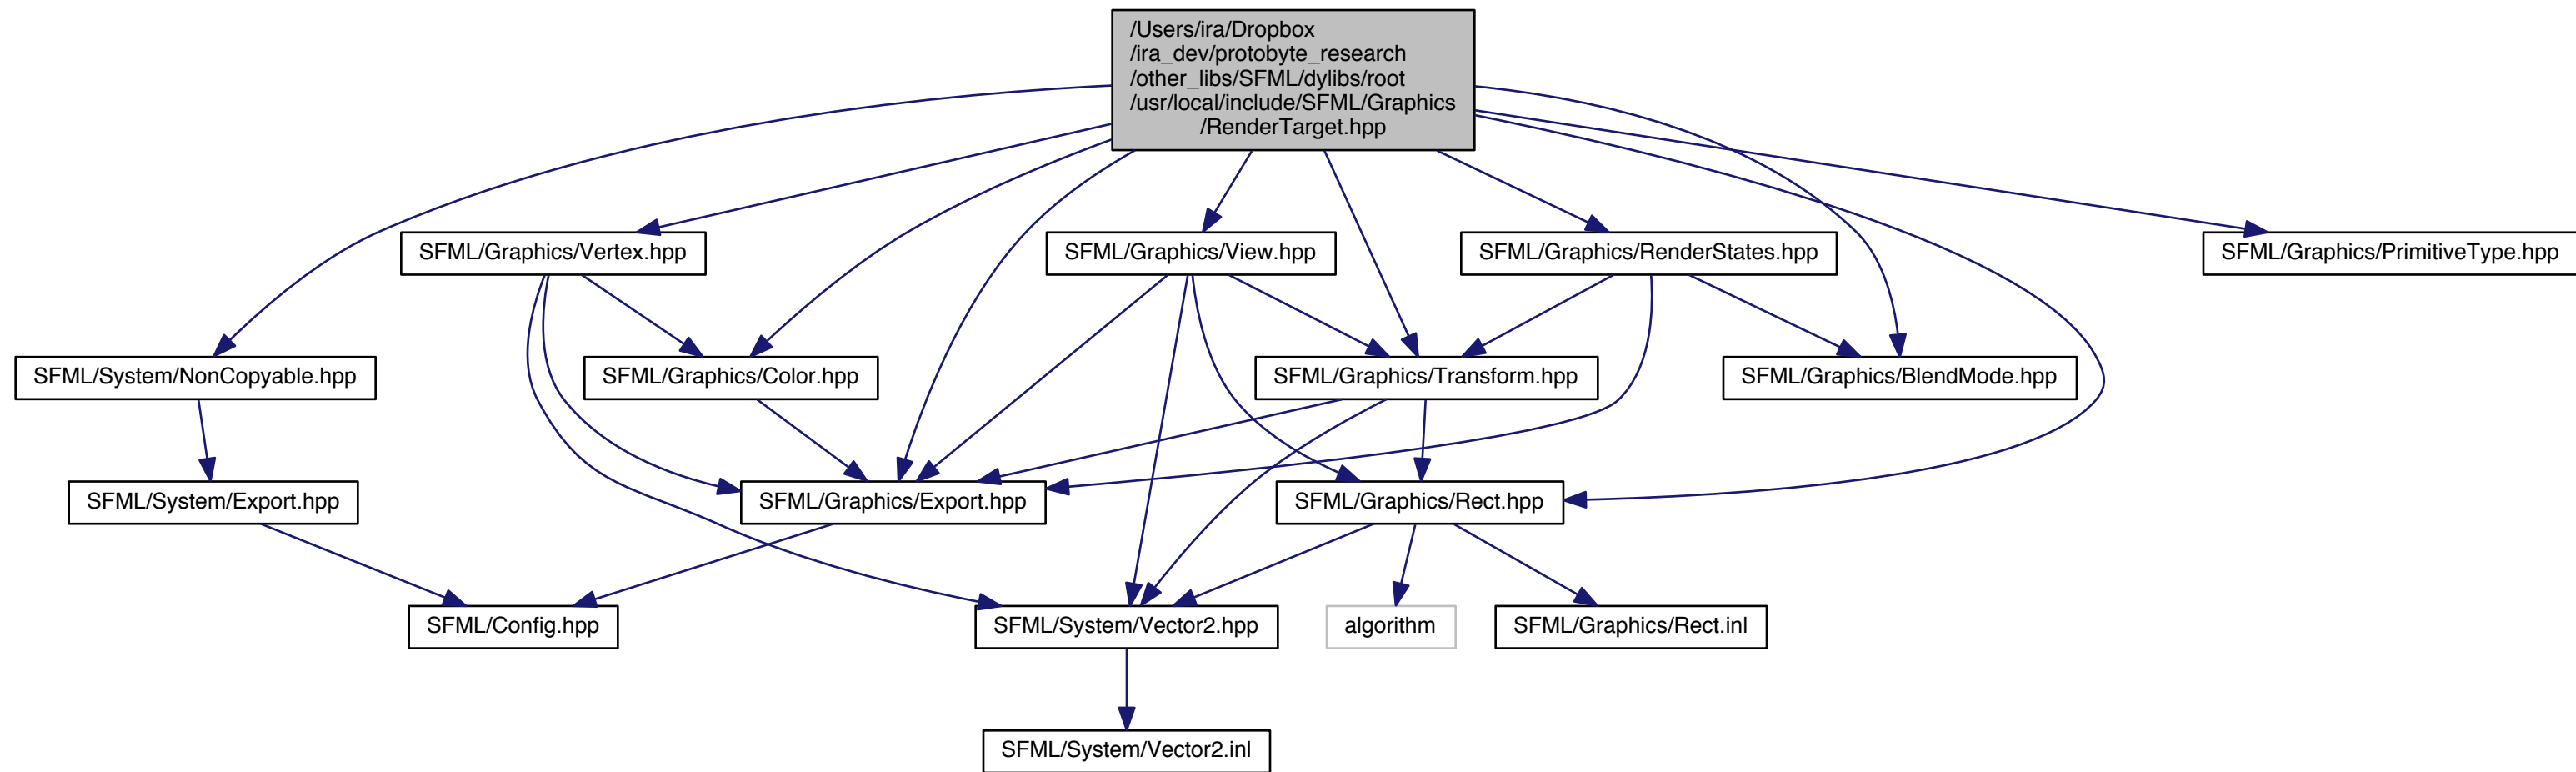 /Users/ira/Dropbox
/ira_dev/protobyte_research
/other_libs/SFML/dylibs/root
/usr/local/include/SFML/Graphics
/RenderTarget.hpp
SFML/Graphics/Vertex.hpp
SFML/Graphics/View.hpp
SFML/Graphics/RenderStates.hpp
SFML/Graphics/PrimitiveType.hpp
SFML/System/NonCopyable.hpp
SFML/Graphics/Color.hpp
SFML/Graphics/Transform.hpp
SFML/Graphics/BlendMode.hpp
SFML/System/Export.hpp
SFML/Graphics/Export.hpp
SFML/Graphics/Rect.hpp
SFML/Config.hpp
SFML/System/Vector2.hpp
algorithm
SFML/Graphics/Rect.inl
SFML/System/Vector2.inl